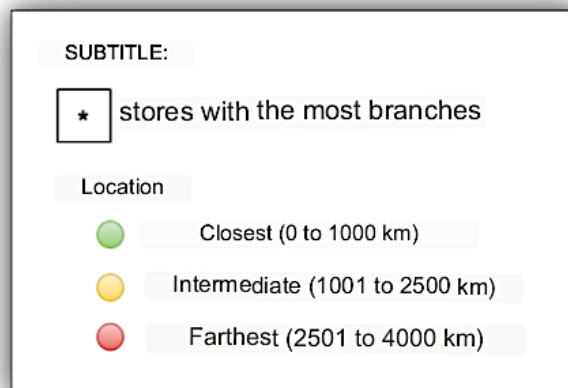 SUBTITLE:
* stores with the most branches
Location
Closest (0 to 1000 km)
Intermediate (1001 to 2500 km)
Farthest (2501 to 4000 km)